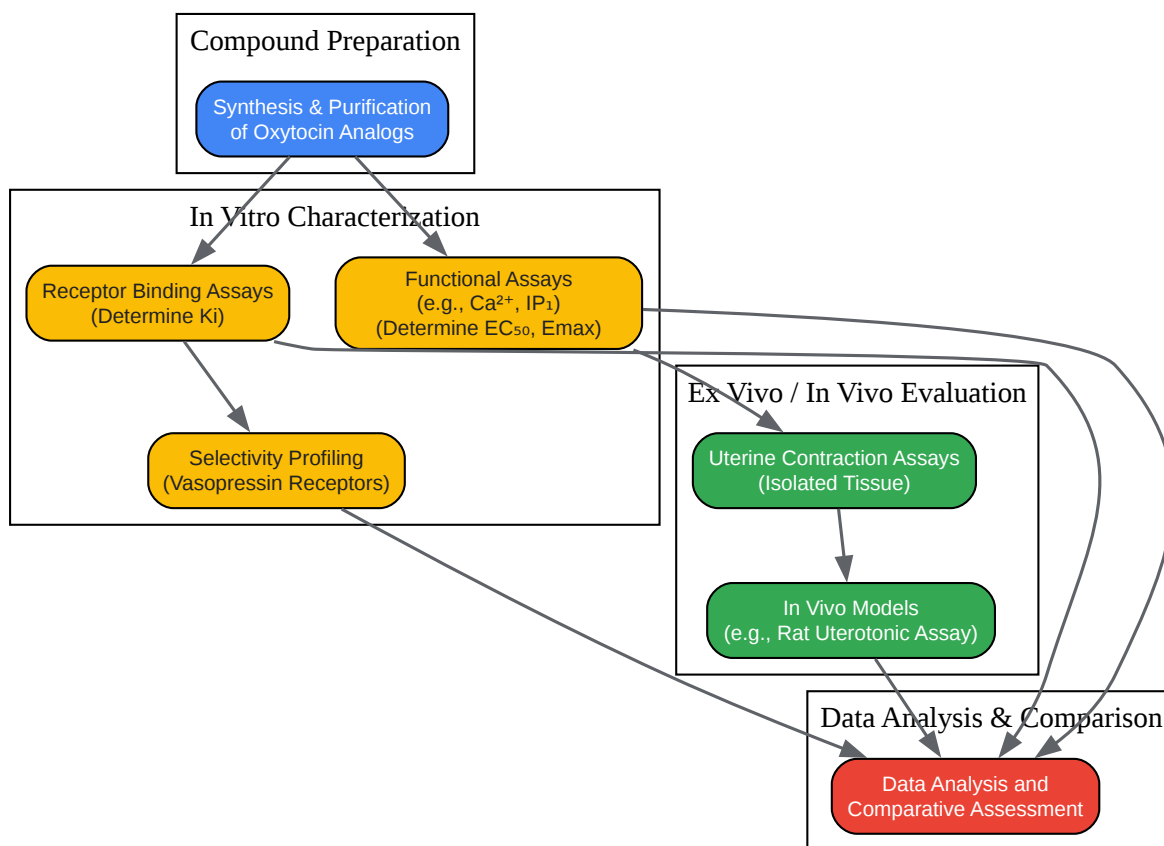 Compound Preparation
Synthesis & Purification
of Oxytocin Analogs
In Vitro Characterization
Receptor Binding Assays
(Determine Ki)
Functional Assays
(e.g., Ca²⁺, IP₁)
(Determine EC₅₀, Emax)
Selectivity Profiling
(Vasopressin Receptors)
Ex Vivo / In Vivo Evaluation
Uterine Contraction Assays
(Isolated Tissue)
In Vivo Models
(e.g., Rat Uterotonic Assay)
Data Analysis & Comparison
Data Analysis and
Comparative Assessment